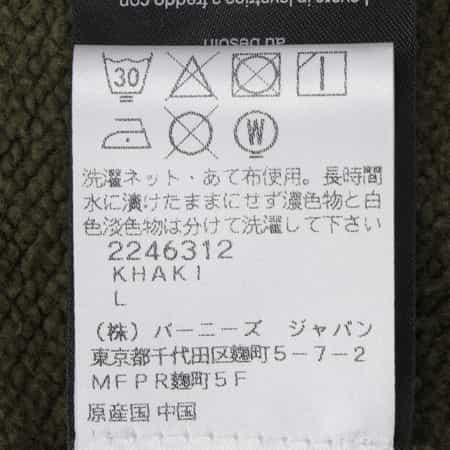 au besoin
30
W
洗濯ネット・あて布使用。長時間
水に漬けたままにせず濃色物と白
色淡色物は分けて洗濯して下さい
2246312
KHAKI
L
（株）バーニーズ ジャパン
東京都千代田区麹町５−７−２
ＭＦＰＲ麹町５Ｆ
原産国 中国